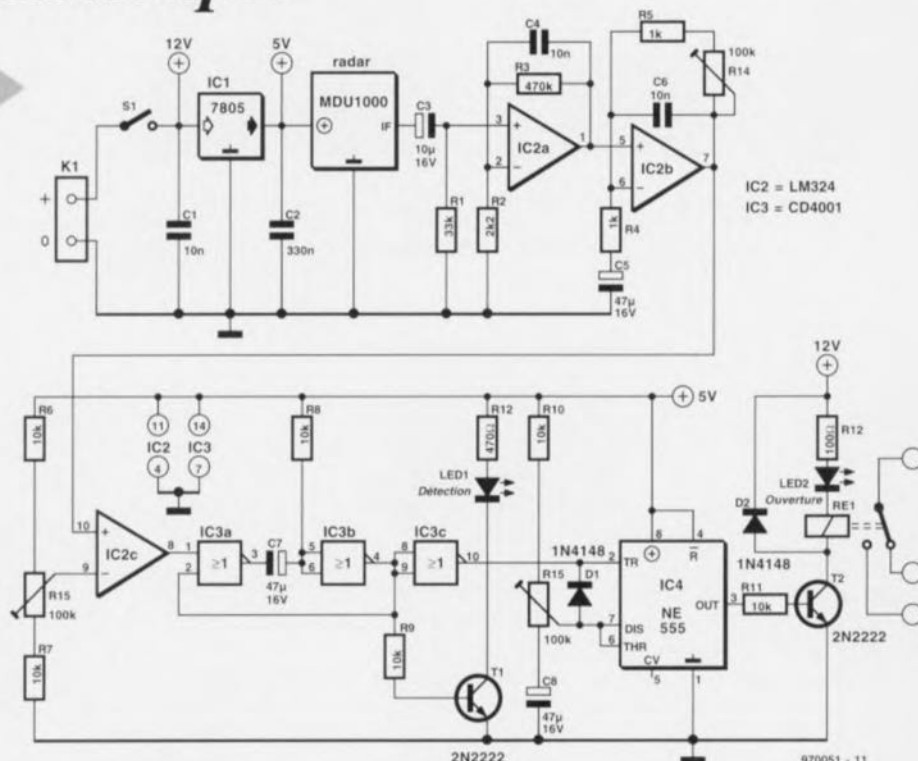 12V
5V
radar
IC1
7805
MDU1000
IF
S1
K1
+
0
C1
10n
C2
330n
C3
10µ
16V
R1
33k
R2
2k2
C4
10n
R3
470k
3
2
1
+
−
IC2a
R5
1k
100k
R14
C6
10n
5
6
7
+
−
IC2b
R4
1k
C5
47µ
16V
IC2 = LM324
IC3 = CD4001
12V
5V
R6
10k
11
IC2
4
14
IC3
7
R8
10k
R12
470Ω
LED1
Détection
R10
10k
R12
100Ω
LED2
Ouverture
RE1
D2
1N4148
10
9
8
+
−
IC2c
R15
100k
R7
10k
IC3a
1
2
≥1
3
C7
47µ
16V
IC3b
5
6
≥1
4
IC3c
8
9
≥1
10
R9
10k
T1
2N2222
1N4148
D1
R15
100k
C8
47µ
16V
8
4
R
2
TR
IC4
NE
555
OUT
3
7
DIS
6
THR
CV
5
1
R11
10k
T2
2N2222
970051 - 11